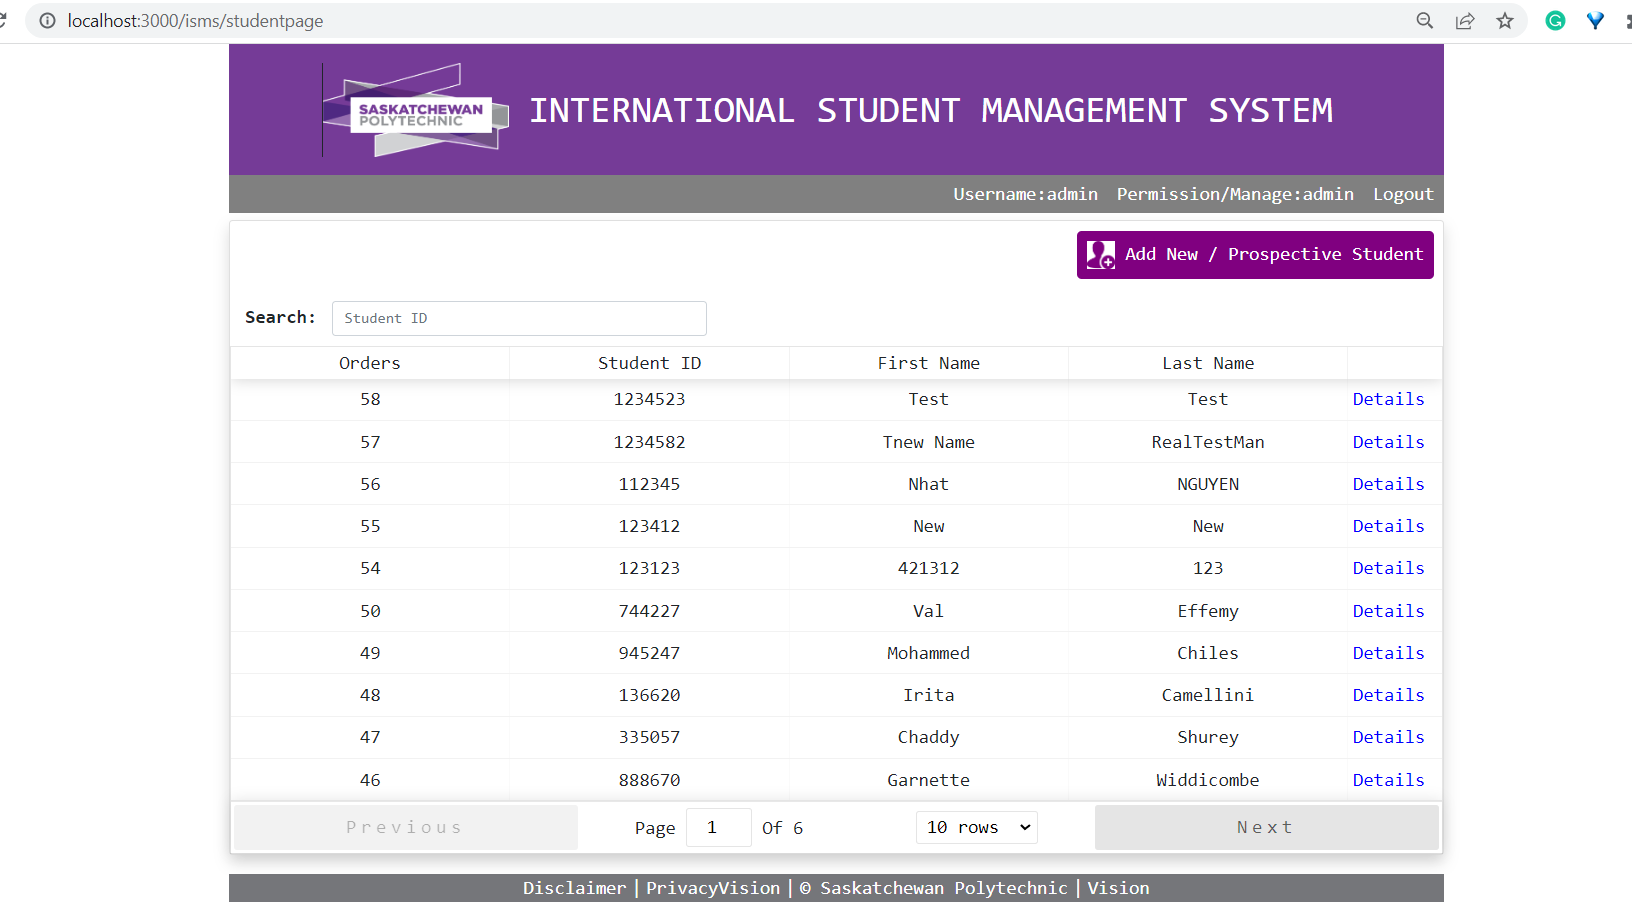 localhost:3000/isms/studentpage
SASKATCHEWAN
POLYTECHNIC
INTERNATIONAL STUDENT MANAGEMENT SYSTEM
Username:admin Permission/Manage:admin Logout
Add New / Prospective Student
Search: Student ID
Orders Student ID First Name Last Name
58 1234523 Test Test Details
57 1234582 Tnew Name RealTestMan Details
56 112345 Nhat NGUYEN Details
55 123412 New New Details
54 123123 421312 123 Details
50 744227 Val Effemy Details
49 945247 Mohammed Chiles Details
48 136620 Irita Camellini Details
47 335057 Chaddy Shurey Details
46 888670 Garnette Widdicombe Details
Previous Page 1 Of 6 10 rows Next
Disclaimer | PrivacyVision | © Saskatchewan Polytechnic | Vision